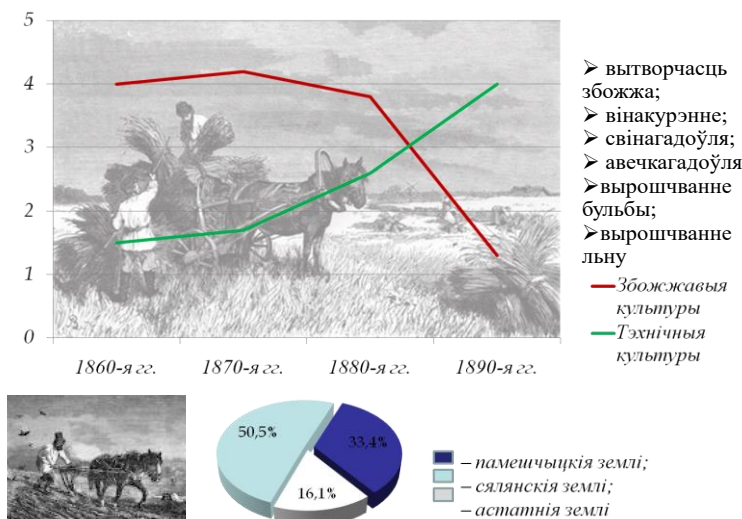 5
4
3
2
1
0
1860-я гг.
1870-я гг.
1880-я гг.
1890-я гг.
➢ вытворчасць
збожжа;
➢ вінакурэнне;
➢ свінагадоўля;
➢ авечкагадоўля
➢вырошчванне
бульбы;
➢вырошчванне
льну
Збожжавыя
культуры
Тэхнічныя
культуры
50,5%
33,4%
16,1%
– памешчыцкія землі;
– сялянскія землі;
– астатнія землі